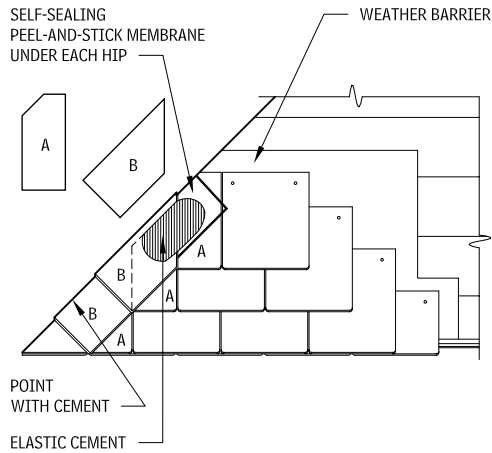 SELF-SEALING
PEEL-AND-STICK MEMBRANE
UNDER EACH HIP
WEATHER BARRIER
A
B
A
B
A
B
A
POINT
WITH CEMENT
ELASTIC CEMENT